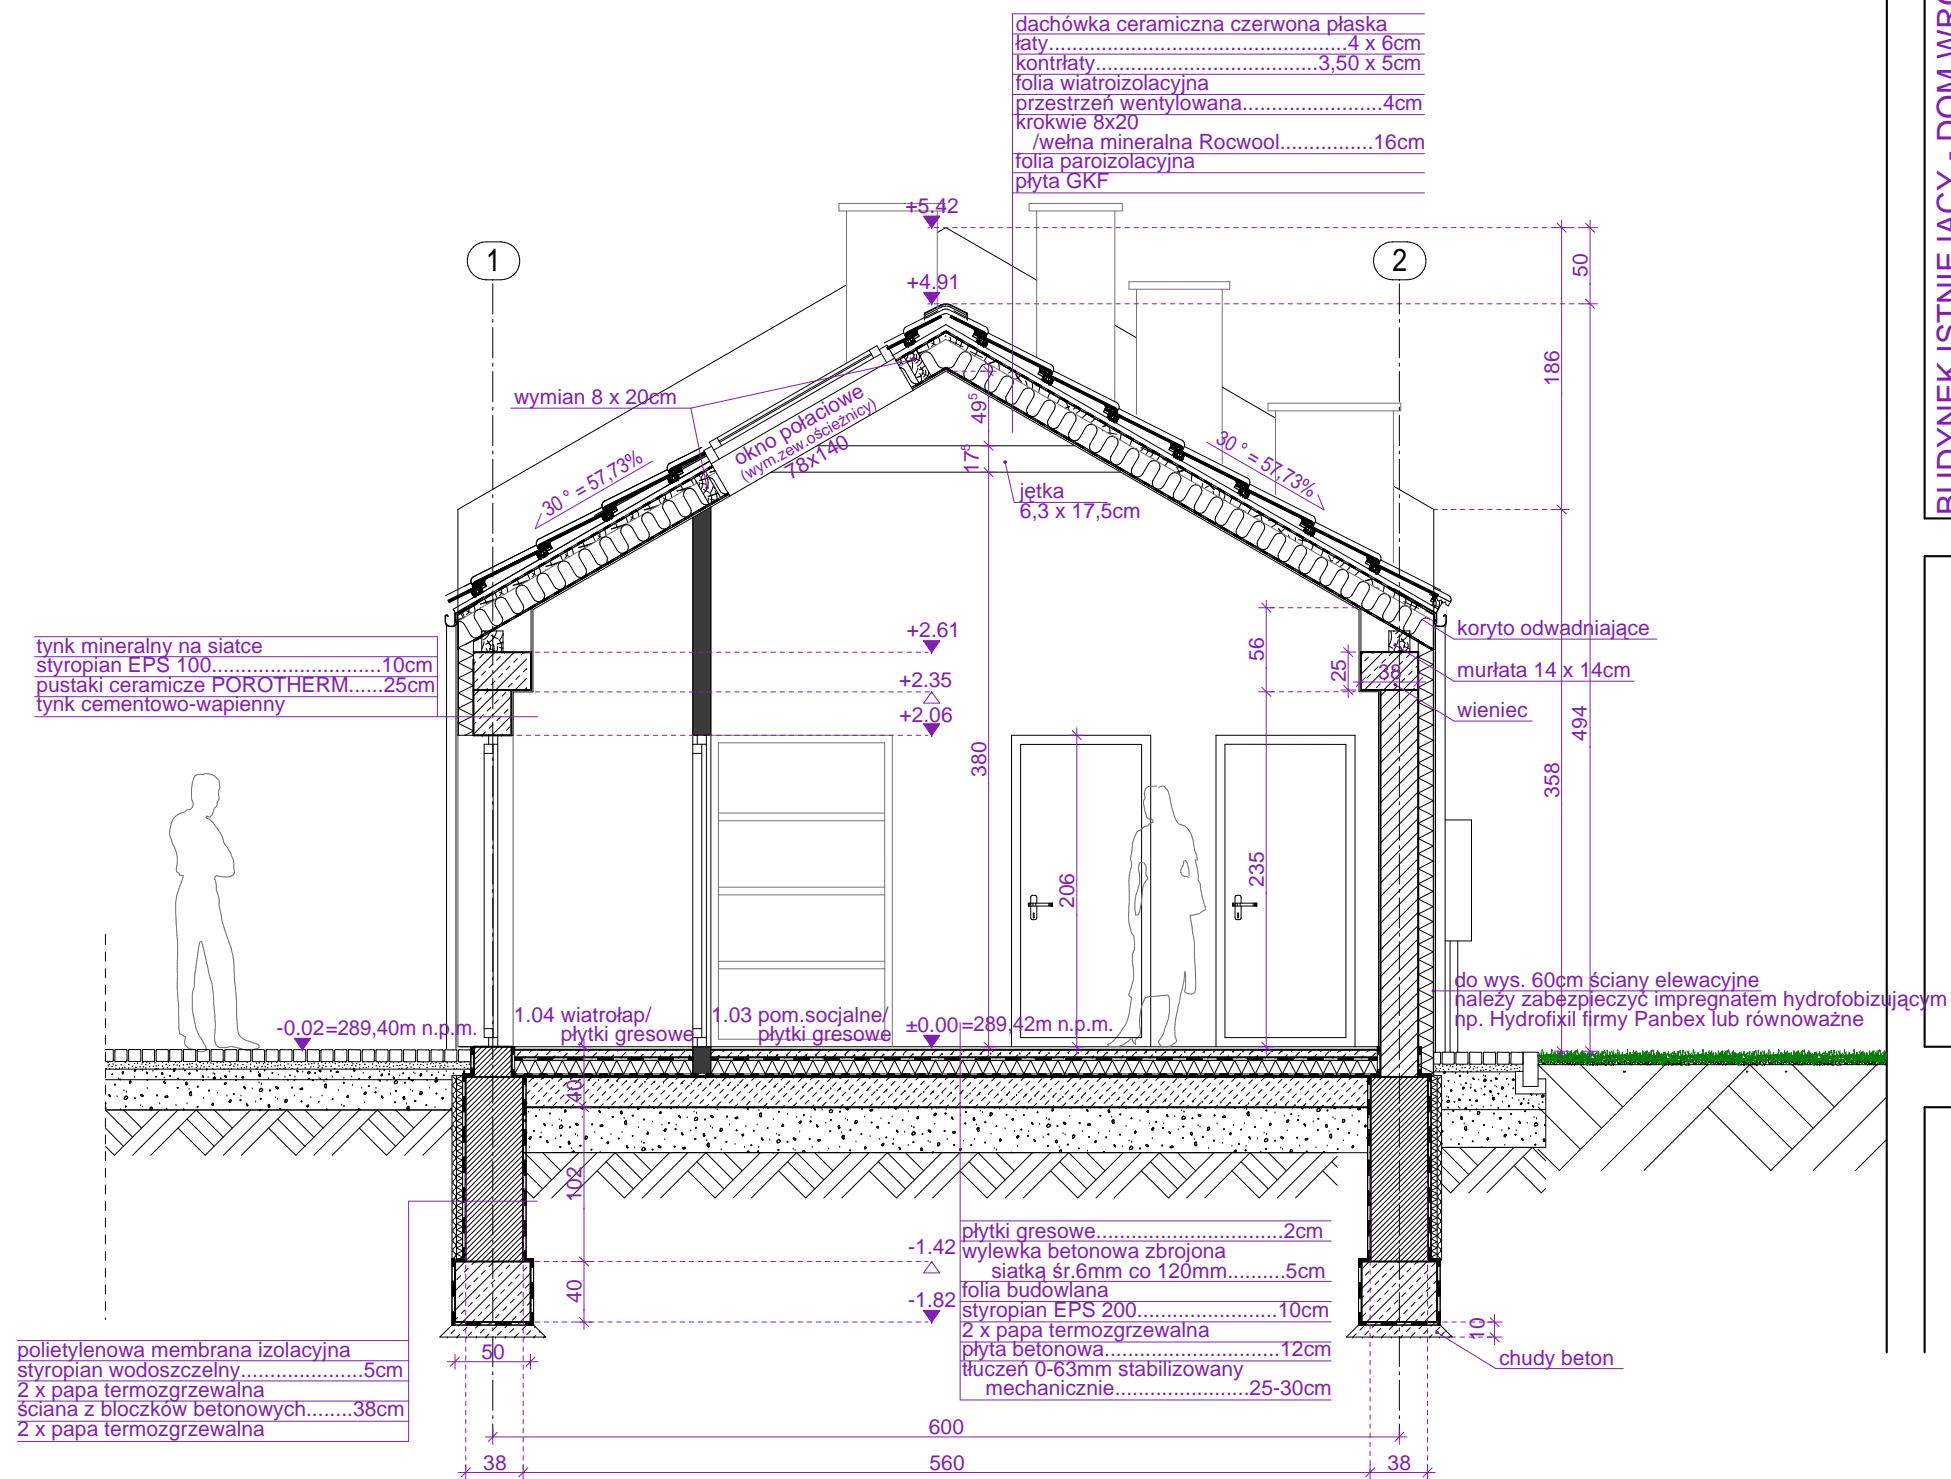 dachówka ceramiczna czerwona płaska
łaty.................................................4 x 6cm
kontrłaty.....................................3,50 x 5cm
folia wiatroizolacyjna
przestrzeń wentylowana.......................4cm
krokwie 8x20
/wełna mineralna Rocwool................16cm
folia paroizolacyjna
płyta GKF
+5.42
1
2
50
+4.91
186
wymian 8 x 20cm
okno połaciowe
(wym.zew.ościeżnicy)
78x140
49⁵
17⁵
30 ° = 57,73%
30 ° = 57,73%
jętka
6,3 x 17,5cm
tynk mineralny na siatce
styropian EPS 100............................10cm
pustaki ceramicze POROTHERM......25cm
tynk cementowo-wapienny
+2.61
+2.35
+2.06
56
25
38
koryto odwadniające
murłata 14 x 14cm
wieniec
494
358
380
206
235
do wys. 60cm ściany elewacyjne
należy zabezpieczyć impregnatem hydrofobizującym
np. Hydrofixil firmy Panbex lub równoważne
-0.02=289,40m n.p.m.
1.04 wiatrołap/
płytki gresowe
1.03 pom.socjalne/
płytki gresowe
±0.00=289,42m n.p.m.
40
102
40
-1.42
-1.82
płytki gresowe...............................2cm
wylewka betonowa zbrojona
siatką śr.6mm co 120mm..........5cm
folia budowlana
styropian EPS 200.......................10cm
2 x papa termozgrzewalna
płyta betonowa.............................12cm
tłuczeń 0-63mm stabilizowany
mechanicznie......................25-30cm
polietylenowa membrana izolacyjna
styropian wodoszczelny....................5cm
2 x papa termozgrzewalna
ściana z bloczków betonowych........38cm
2 x papa termozgrzewalna
50
10
chudy beton
600
38
560
38
BUDYNEK ISTNIEJĄCY - DOM